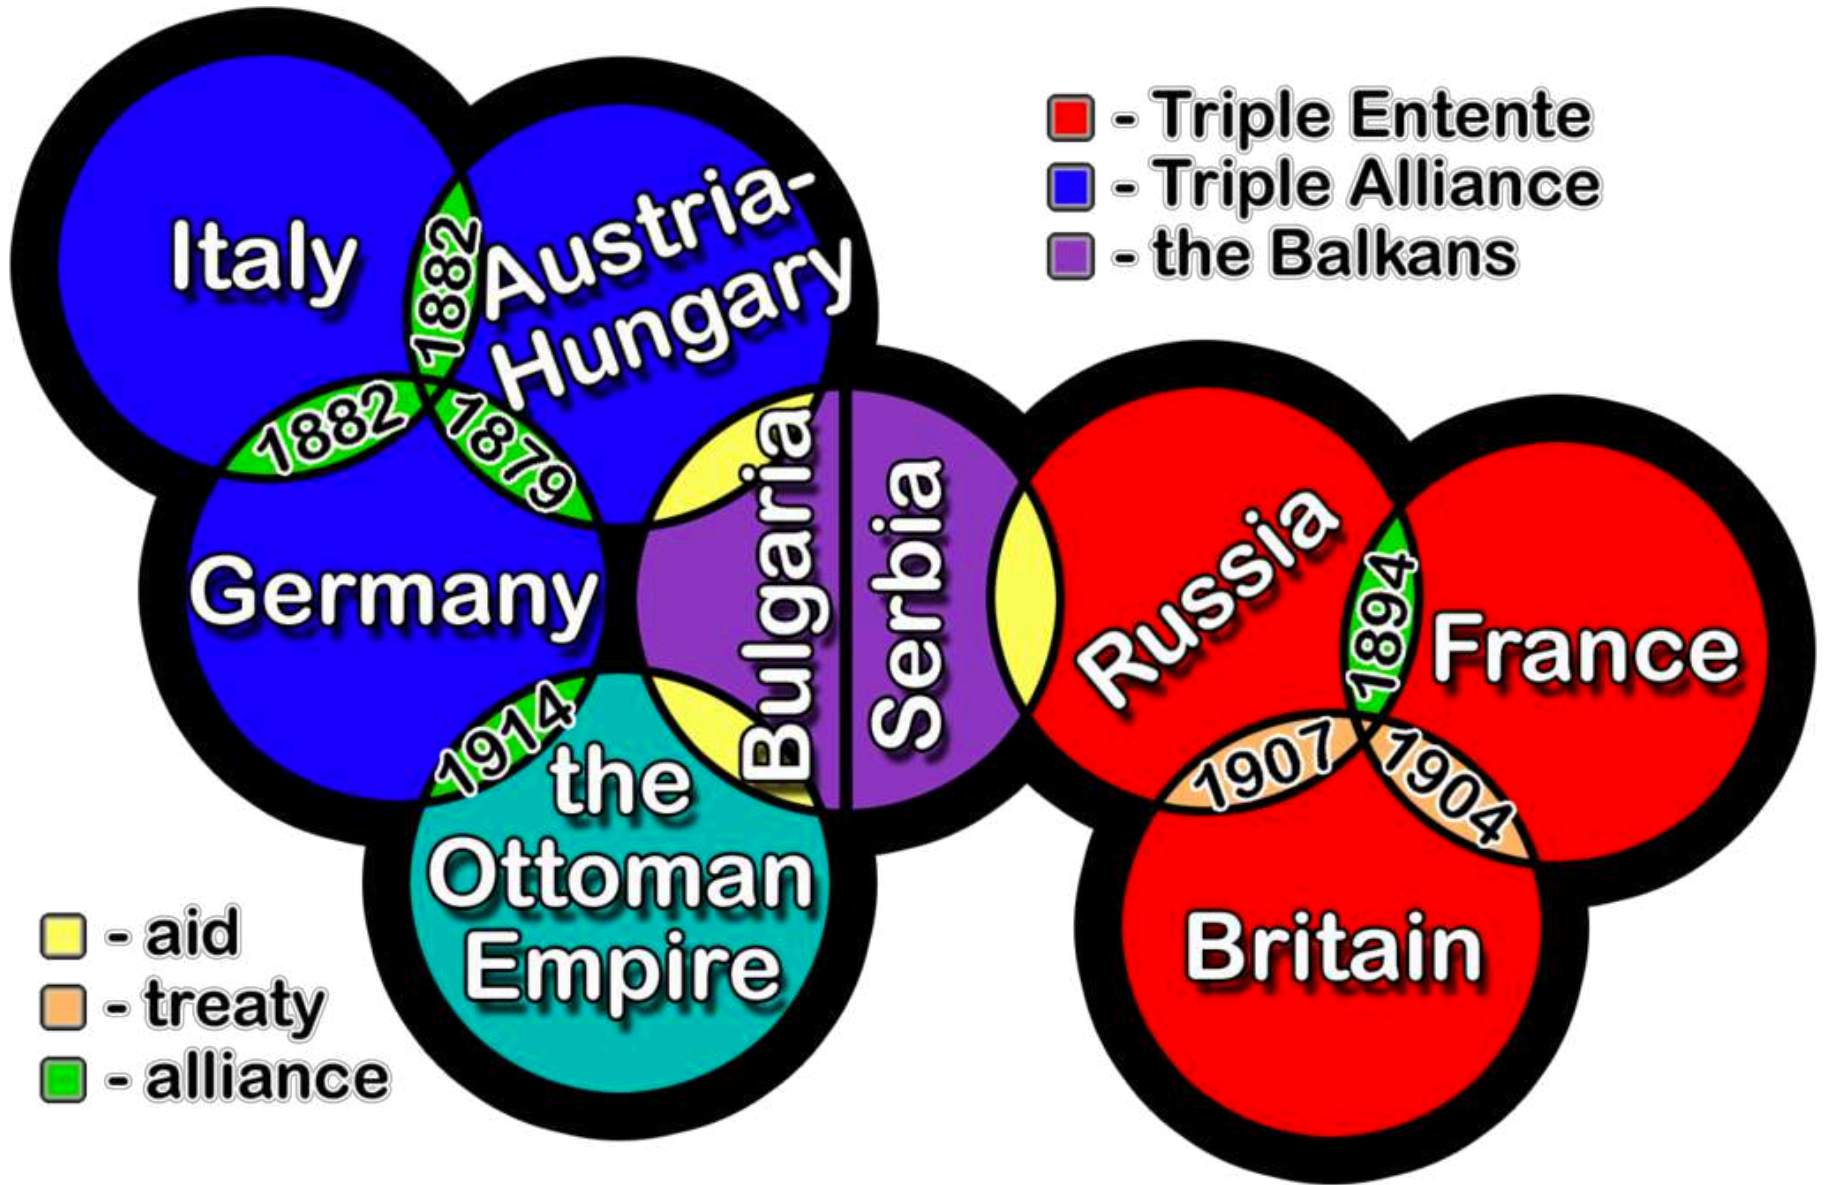 Italy
1882
Austria-
Hungary
1882
1879
Germany
1914
the
Ottoman
Empire
Bulgaria
Serbia
Russia
1894
France
1907
1904
Britain
- Triple Entente
- Triple Alliance
- the Balkans
- aid
- treaty
- alliance